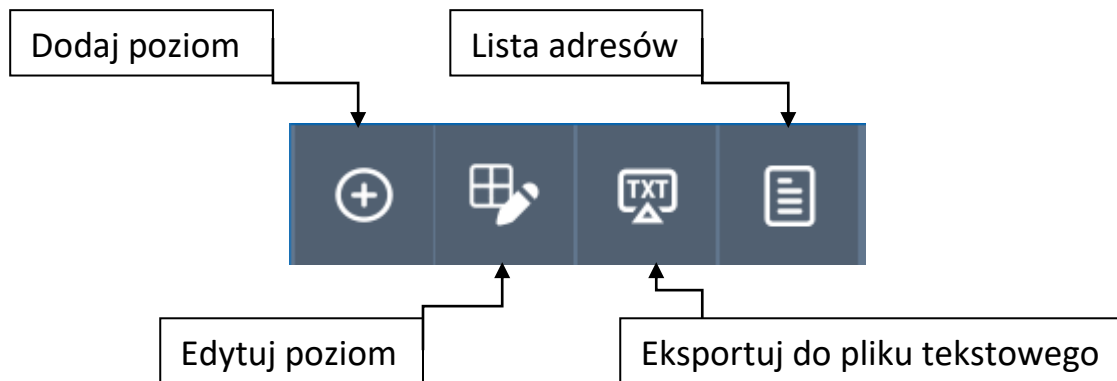 Dodaj poziom
Lista adresów
TXT
Edytuj poziom
Eksportuj do pliku tekstowego